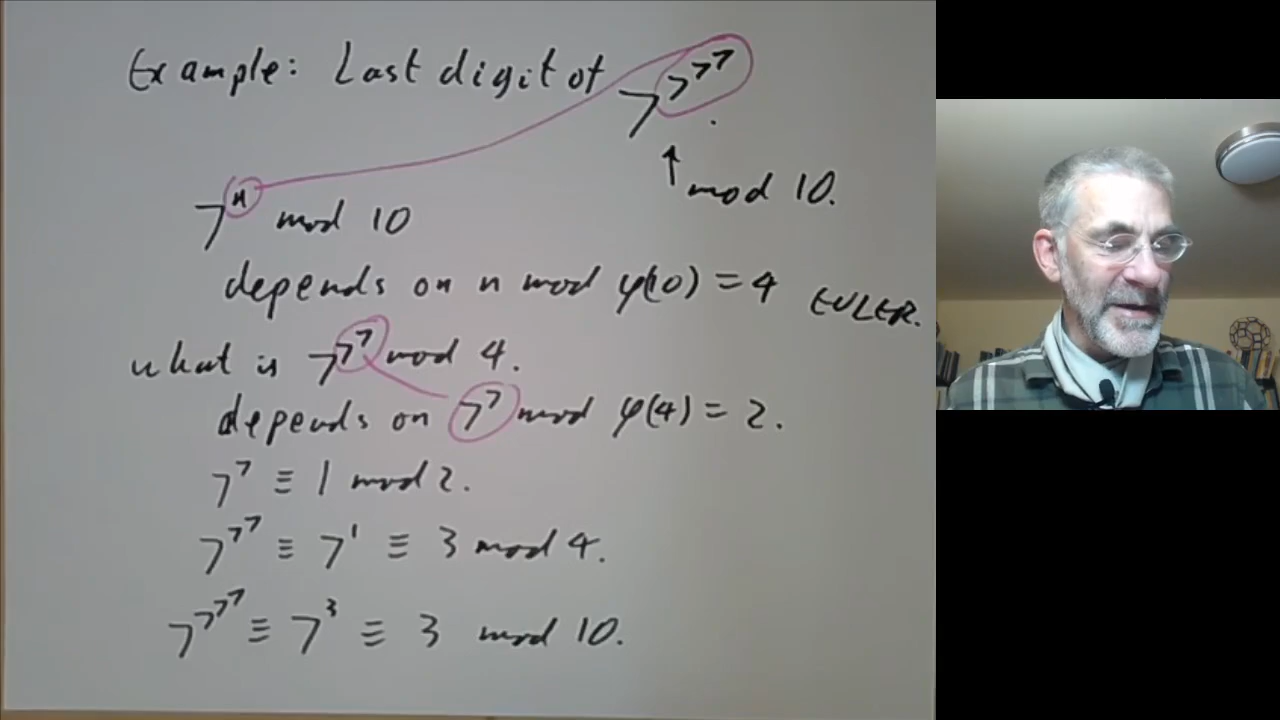 Example: Last digit of 7^{7^{7^7}}.
↑ mod 10.
7^n mod 10
depends on n mod φ(10) = 4 EULER.
what is 7^{7^7} mod 4.
depends on 7^7 mod φ(4) = 2.
7^7 ≡ 1 mod 2.
7^{7^7} ≡ 7^1 ≡ 3 mod 4.
7^{7^{7^7}} ≡ 7^3 ≡ 3 mod 10.